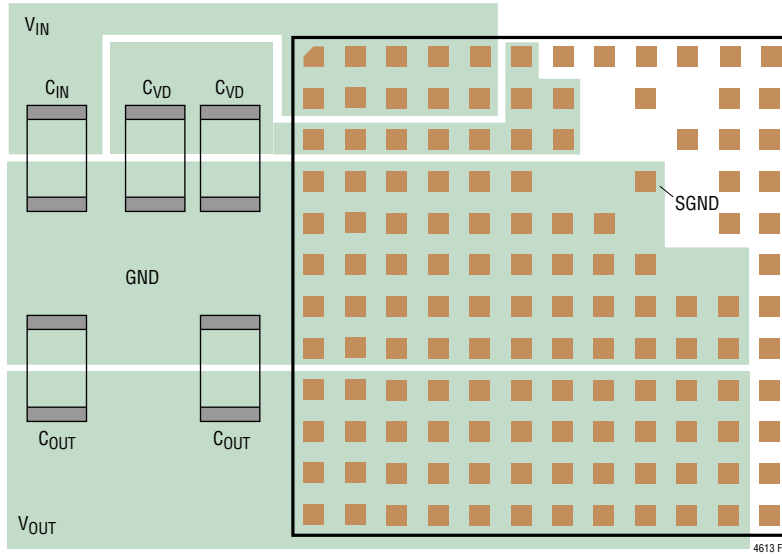 VIN
CIN
CVD
CVD
SGND
GND
COUT
COUT
VOUT
4613 F